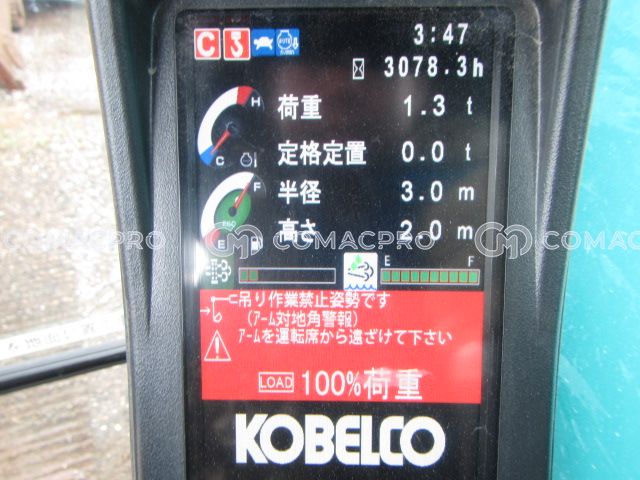 C
3:47
3078.3h
H
荷重 1.3 t
C
定格定置 0.0 t
F
半径 3.0 m
ECO
高さ 2.0 m
E
COMACPRO COMACPRO COMACPRO
E F
吊り作業禁止姿勢です
(アーム対地角警報)
アームを運転席から遠ざけて下さい
LOAD 100%荷重
KOBELCO